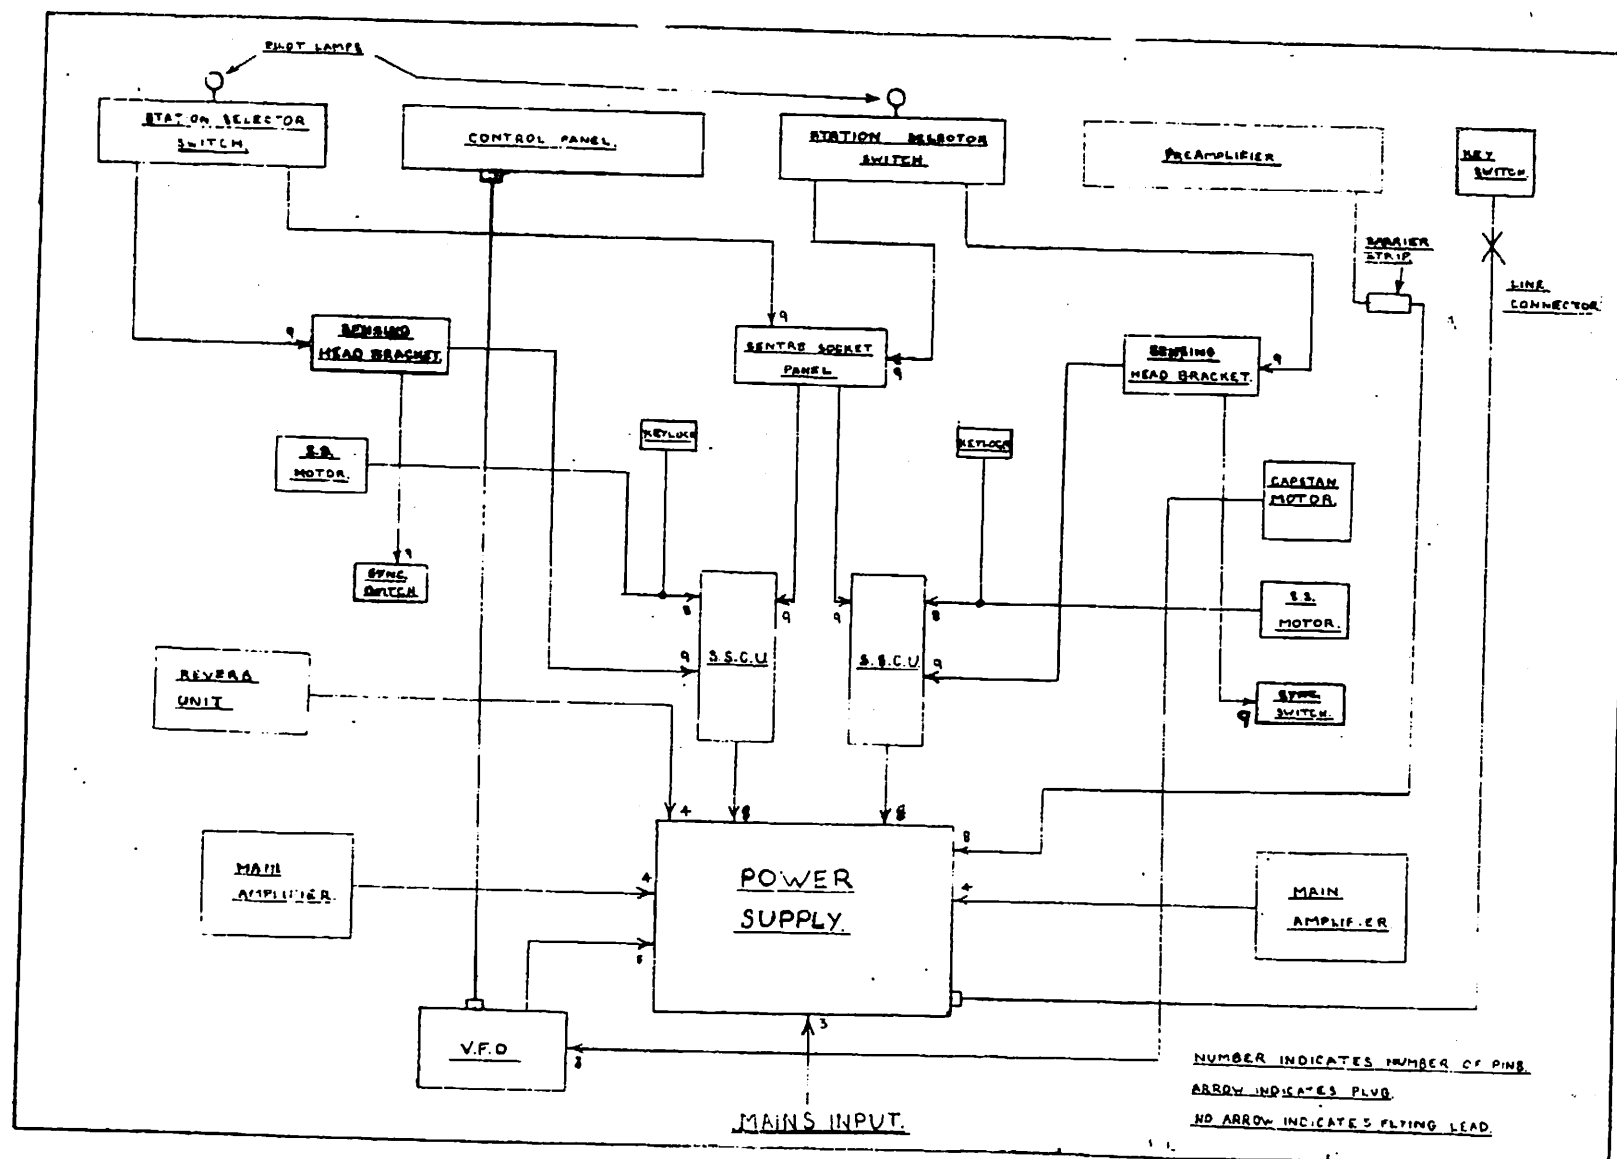 PILOT LAMPS
STATION SELECTOR
SWITCH.
CONTROL PANEL.
STATION SELECTOR
SWITCH
PREAMPLIFIER
KEY
SWITCH.
BARRIER
STRIP.
LINE
CONNECTOR
9
SENSING
HEAD BRACKET.
9
CENTRE SOCKET
PANEL
9
SENSING
HEAD BRACKET.
9
KEYLOCK
KEYLOCK
S.S.
MOTOR.
CAPSTAN
MOTOR.
9
SYNC.
SWITCH
8
9
9
8
S.S.
MOTOR.
9
S.S.C.U.
S.S.C.U.
9
REVERB
UNIT
9
SYNC.
SWITCH.
4
8
8
8
MAIN
AMPLIFIER.
4
POWER
SUPPLY.
4
MAIN
AMPLIFIER
V.F.O
3
3
MAINS INPUT.
NUMBER INDICATES NUMBER OF PINS.
ARROW INDICATES PLUG.
NO ARROW INDICATES FLYING LEAD.